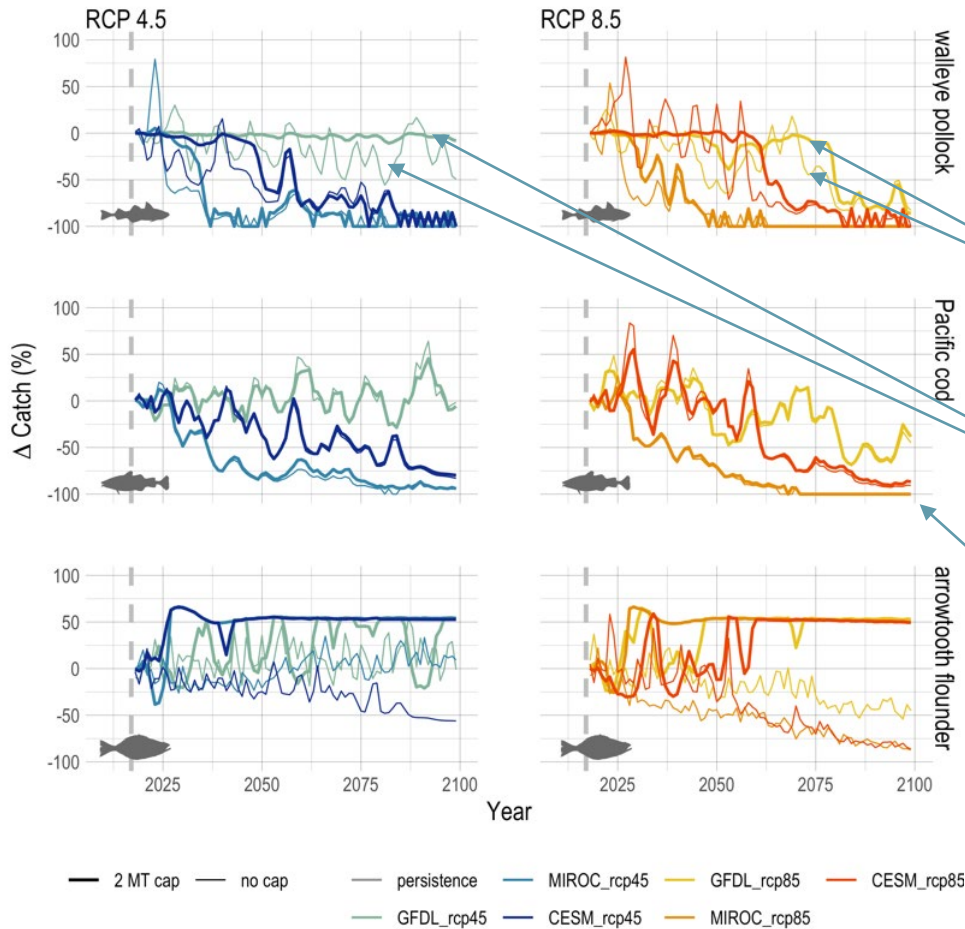 RCP 4.5
RCP 8.5
100
50
0
-50
-100
walleye pollock
100
50
0
-50
-100
Pacific cod
100
50
0
-50
-100
arrowtooth flounder
Δ Catch (%)
2025 2050 2075 2100
2025 2050 2075 2100
Year
2 MT cap no cap persistence MIROC_rcp45 GFDL_rcp85 CESM_rcp85
GFDL_rcp45 CESM_rcp45 MIROC_rcp85